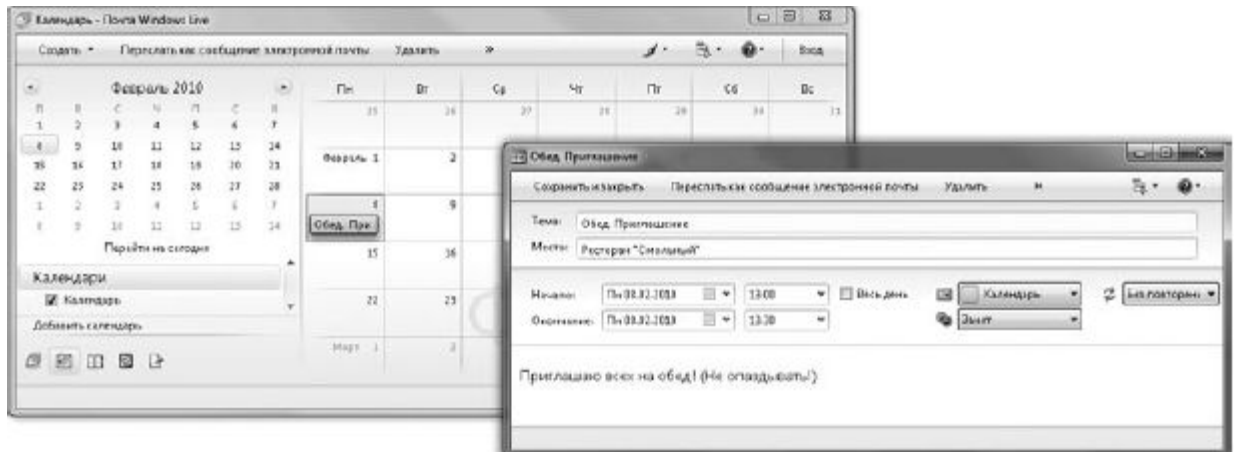 Календарь - Почта Windows Live
Создать Переслать как сообщение электронной почты Удалить » Вход
Февраль 2010
Пн Вт Ср Чт Пт Сб Вс
П В С Ч П С В
25 26 27 28 29 30 31
1 2 3 4 5 6 7
8 9 10 11 12 13 14
15 16 17 18 19 20 21
22 23 24 25 26 27 28
1 2 3 4 5 6 7
8 9 10 11 12 13 14
Февраль 1 2
8 9
Обед. При
15 16
22 23
Март 1 2
Перейти на сегодня
Календари
Календарь
Добавить календарь
Обед. Приглашение
Сохранить и закрыть Переслать как сообщение электронной почты Удалить »
Тема: Обед. Приглашение
Место: Ресторан "Смольный"
Начало: Пн 08.02.2010 13:00 Весь день Календарь Без повторени
Окончание: Пн 08.02.2010 13:30 Занят
Приглашаю всех на обед! (Не опаздывать!)